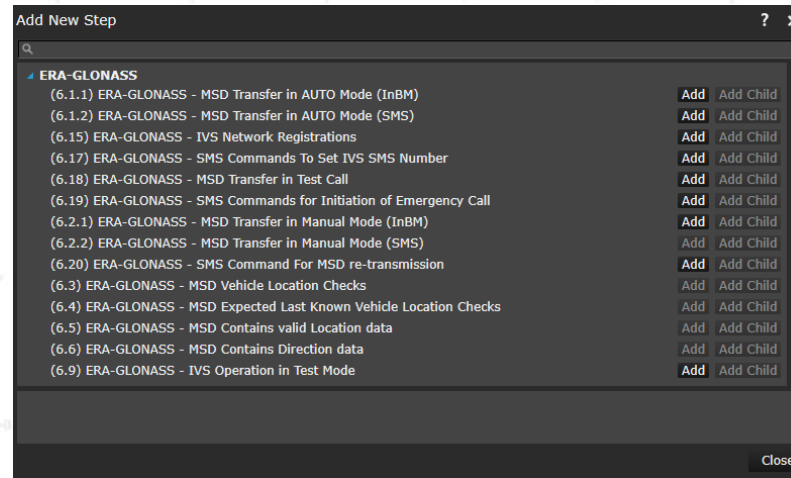 Add New Step ?
ERA-GLONASS
(6.1.1) ERA-GLONASS - MSD Transfer in AUTO Mode (InBM) Add Add Child
(6.1.2) ERA-GLONASS - MSD Transfer in AUTO Mode (SMS) Add Add Child
(6.15) ERA-GLONASS - IVS Network Registrations Add Add Child
(6.17) ERA-GLONASS - SMS Commands To Set IVS SMS Number Add Add Child
(6.18) ERA-GLONASS - MSD Transfer in Test Call Add Add Child
(6.19) ERA-GLONASS - SMS Commands for Initiation of Emergency Call Add Add Child
(6.2.1) ERA-GLONASS - MSD Transfer in Manual Mode (InBM) Add Add Child
(6.2.2) ERA-GLONASS - MSD Transfer in Manual Mode (SMS) Add Add Child
(6.20) ERA-GLONASS - SMS Command For MSD re-transmission Add Add Child
(6.3) ERA-GLONASS - MSD Vehicle Location Checks Add Add Child
(6.4) ERA-GLONASS - MSD Expected Last Known Vehicle Location Checks Add Add Child
(6.5) ERA-GLONASS - MSD Contains valid Location data Add Add Child
(6.6) ERA-GLONASS - MSD Contains Direction data Add Add Child
(6.9) ERA-GLONASS - IVS Operation in Test Mode Add Add Child
Close